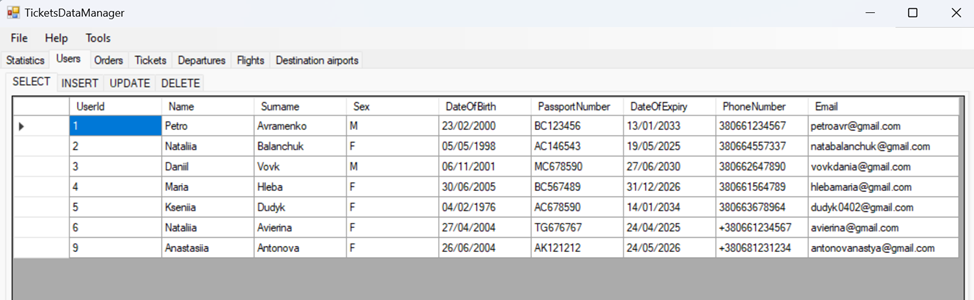 TicketsDataManager
File Help Tools
Statistics Users Orders Tickets Departures Flights Destination airports
SELECT INSERT UPDATE DELETE
UserId Name Surname Sex DateOfBirth PassportNumber DateOfExpiry PhoneNumber Email
1 Petro Avramenko M 23/02/2000 BC123456 13/01/2033 380661234567 petroavr@gmail.com
2 Nataliia Balanchuk F 05/05/1998 AC146543 19/05/2025 380664557337 natabalanchuk@gmail.com
3 Daniil Vovk M 06/11/2001 MC678590 27/06/2030 380662647890 vovkdania@gmail.com
4 Maria Hleba F 30/06/2005 BC567489 31/12/2026 380661564789 hlebamaria@gmail.com
5 Kseniia Dudyk F 04/02/1976 AC678590 14/01/2034 380663678964 dudyk0402@gmail.com
6 Nataliia Avierina F 27/04/2004 TG676767 24/04/2025 +380661234567 avierina@gmail.com
9 Anastasiia Antonova F 26/06/2004 AK121212 24/05/2026 +380681231234 antonovanastya@gmail.com